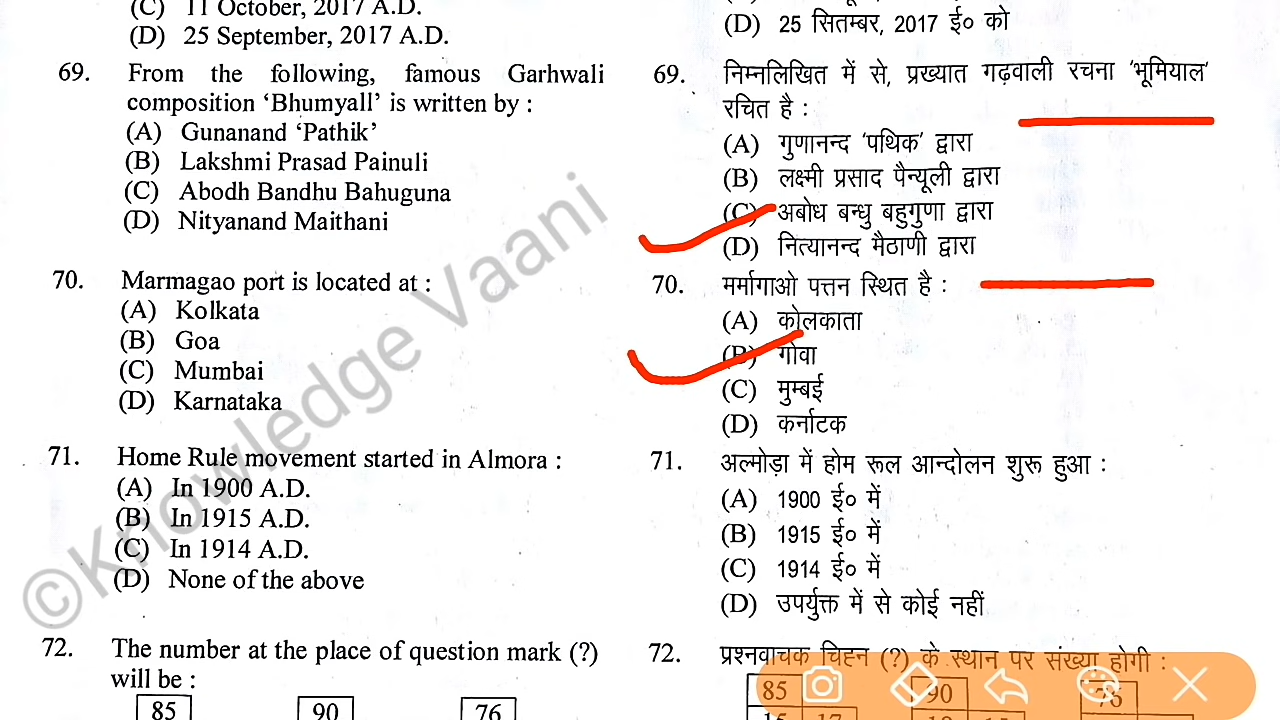 (C) 11 October, 2017 A.D.
(D) 25 September, 2017 A.D.
69. From the following, famous Garhwali
composition ‘Bhumyall’ is written by :
(A) Gunanand ‘Pathik’
(B) Lakshmi Prasad Painuli
(C) Abodh Bandhu Bahuguna
(D) Nityanand Maithani
70. Marmagao port is located at :
(A) Kolkata
(B) Goa
(C) Mumbai
(D) Karnataka
71. Home Rule movement started in Almora :
(A) In 1900 A.D.
(B) In 1915 A.D.
(C) In 1914 A.D.
(D) None of the above
72. The number at the place of question mark (?)
will be :
85 90 76
(D) 25 सितम्बर, 2017 ई० को
69. निम्नलिखित में से, प्रख्यात गढ़वाली रचना ‘भूमियाल’
रचित है :
(A) गुणानन्द ‘पथिक’ द्वारा
(B) लक्ष्मी प्रसाद पैन्यूली द्वारा
(C) अबोध बन्धु बहुगुणा द्वारा
(D) नित्यानन्द मैठाणी द्वारा
70. मर्मागाओ पत्तन स्थित है :
(A) कोलकाता
(B) गोवा
(C) मुम्बई
(D) कर्नाटक
71. अल्मोड़ा में होम रूल आन्दोलन शुरू हुआ :
(A) 1900 ई० में
(B) 1915 ई० में
(C) 1914 ई० में
(D) उपर्युक्त में से कोई नहीं
72. प्रश्नवाचक चिह्न (?) के स्थान पर संख्या होगी :
85 90 76
©Knowledge Vaani